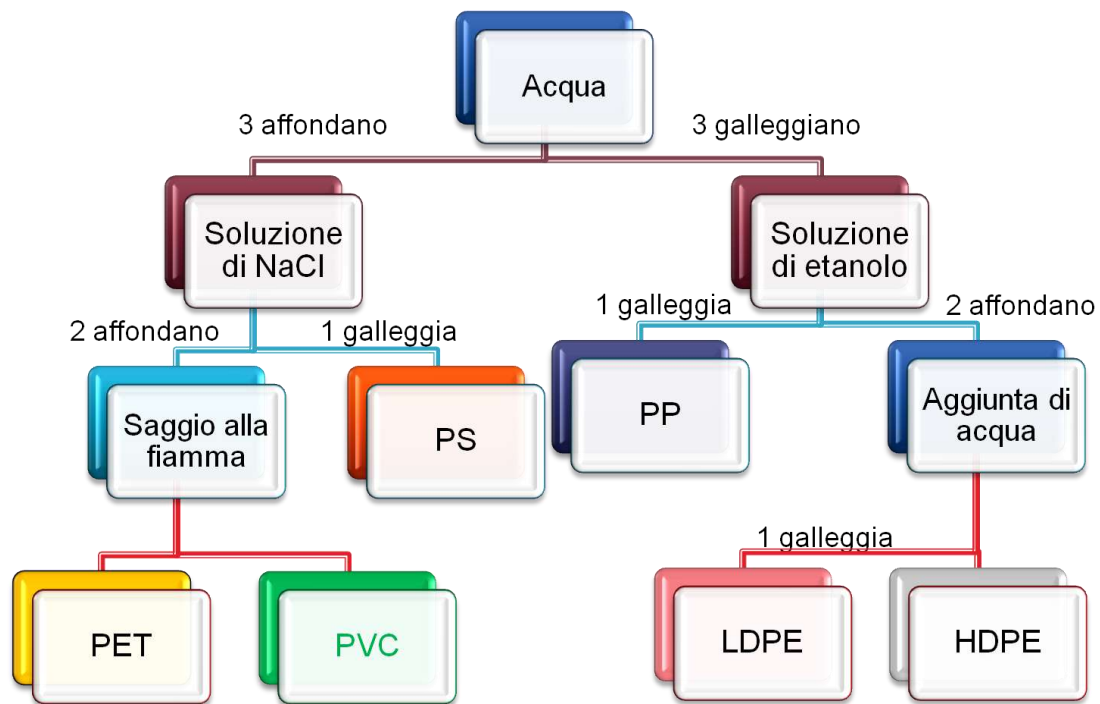 Acqua
3 affondano
3 galleggiano
Soluzione
di NaCl
Soluzione
di etanolo
2 affondano
1 galleggia
1 galleggia
2 affondano
Saggio alla
fiamma
PS
PP
Aggiunta di
acqua
1 galleggia
PET
PVC
LDPE
HDPE